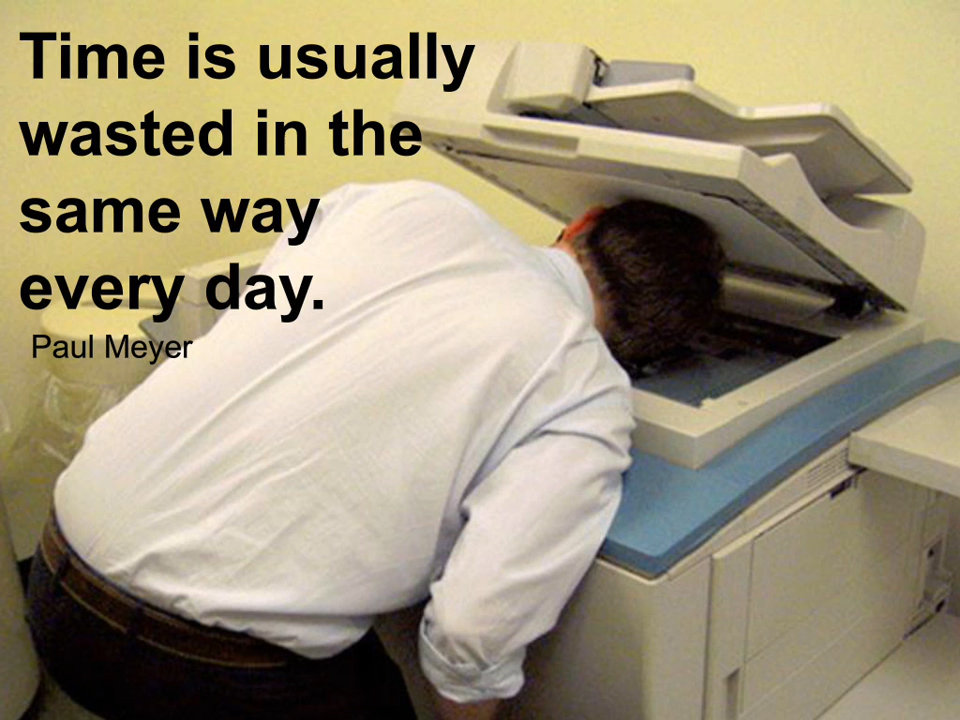 Time is usually
wasted in the
same way
every day.
Paul Meyer